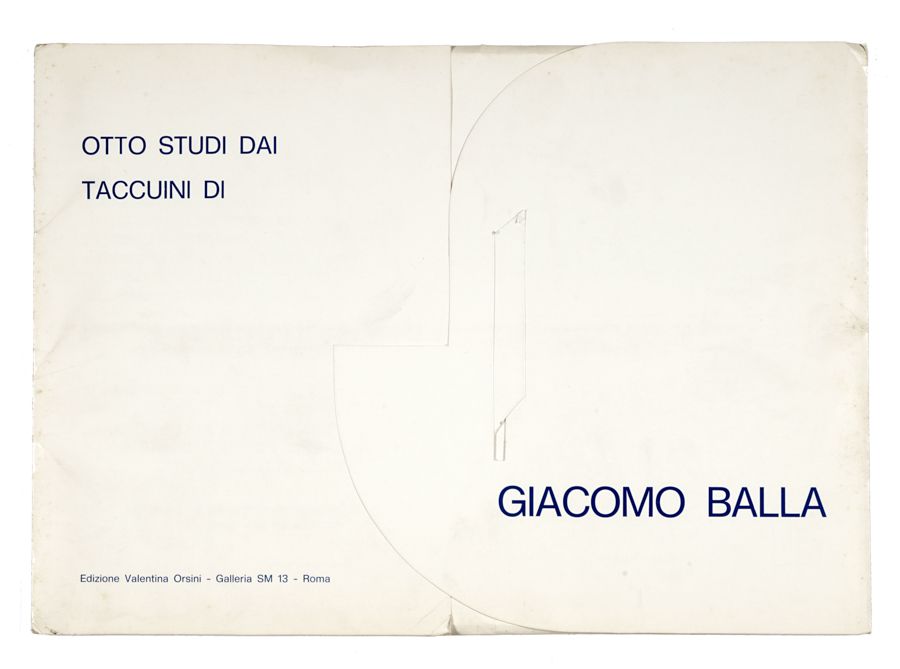 OTTO STUDI DAI
TACCUINI DI
GIACOMO BALLA
Edizione Valentina Orsini - Galleria SM 13 - Roma